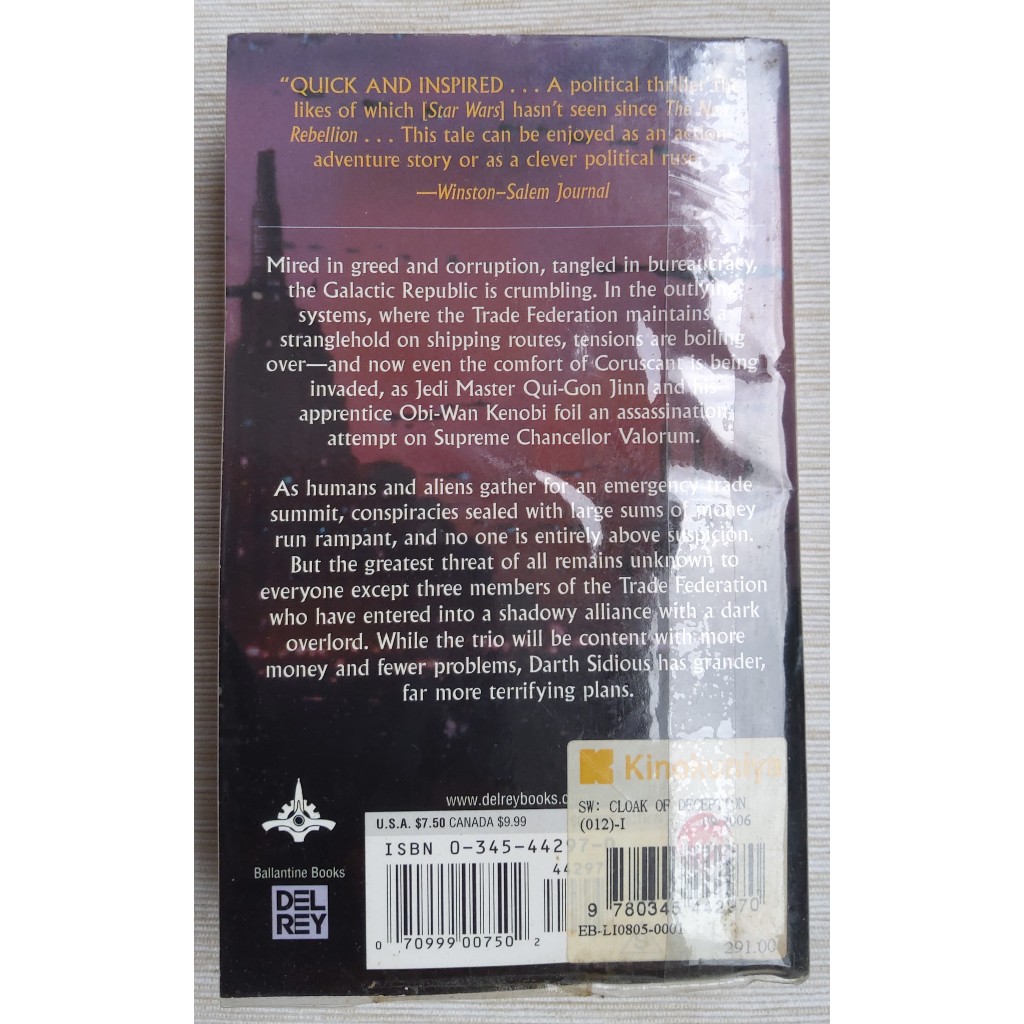 “QUICK AND INSPIRED . . . A political thriller the
likes of which [Star Wars] hasn’t seen since The New
Rebellion . . . This tale can be enjoyed as an action
adventure story or as a clever political ruse.
—Winston–Salem Journal
Mired in greed and corruption, tangled in bureaucracy,
the Galactic Republic is crumbling. In the outlying
systems, where the Trade Federation maintains a
stranglehold on shipping routes, tensions are boiling
over—and now even the comfort of Coruscant is being
invaded, as Jedi Master Qui-Gon Jinn and his
apprentice Obi-Wan Kenobi foil an assassination
attempt on Supreme Chancellor Valorum.
As humans and aliens gather for an emergency trade
summit, conspiracies sealed with large sums of money
run rampant, and no one is entirely above suspicion.
But the greatest threat of all remains unknown to
everyone except three members of the Trade Federation
who have entered into a shadowy alliance with a dark
overlord. While the trio will be content with more
money and fewer problems, Darth Sidious has grander,
far more terrifying plans.
www.delreybooks.c
Ballantine Books
DEL
REY
U.S.A. $7.50 CANADA $9.99
ISBN 0-345-44297-0
44297
0 70999 00750 2
Kinokuniya
SW: CLOAK OF DECEPTION
(012)-I
9 780345 442970
EB-LI0805-0001
291.00